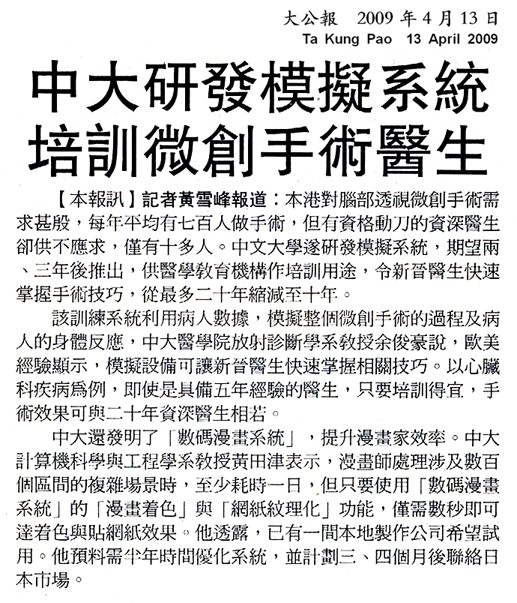 大公報 2009年4月13日
Ta Kung Pao 13 April 2009
中大研發模擬系統
培訓微創手術醫生
【本報訊】記者黃雪峰報道：本港對腦部透視微創手術需
求甚殷，每年平均有七百人做手術，但有資格動刀的資深醫生
卻供不應求，僅有十多人。中文大學遂研發模擬系統，期望兩
、三年後推出，供醫學教育機構作培訓用途，令新晉醫生快速
掌握手術技巧，從最多二十年縮減至十年。
該訓練系統利用病人數據，模擬整個微創手術的過程及病
人的身體反應，中大醫學院放射診斷學系教授余俊豪說，歐美
經驗顯示，模擬設備可讓新晉醫生快速掌握相關技巧。以心臟
科疾病為例，即使是具備五年經驗的醫生，只要培訓得宜，手
術效果可與二十年資深醫生相若。
中大還發明了「數碼漫畫系統」，提升漫畫家效率。中大
計算機科學與工程學系教授黃田津表示，漫畫師處理涉及數百
個區間的複雜場景時，至少耗時一日，但只要使用「數碼漫畫
系統」的「漫畫着色」與「網紙紋理化」功能，僅需數秒即可
達着色與貼網紙效果。他透露，已有一間本地製作公司希望試
用。他預料需半年時間優化系統，並計劃三、四個月後聯絡日
本市場。